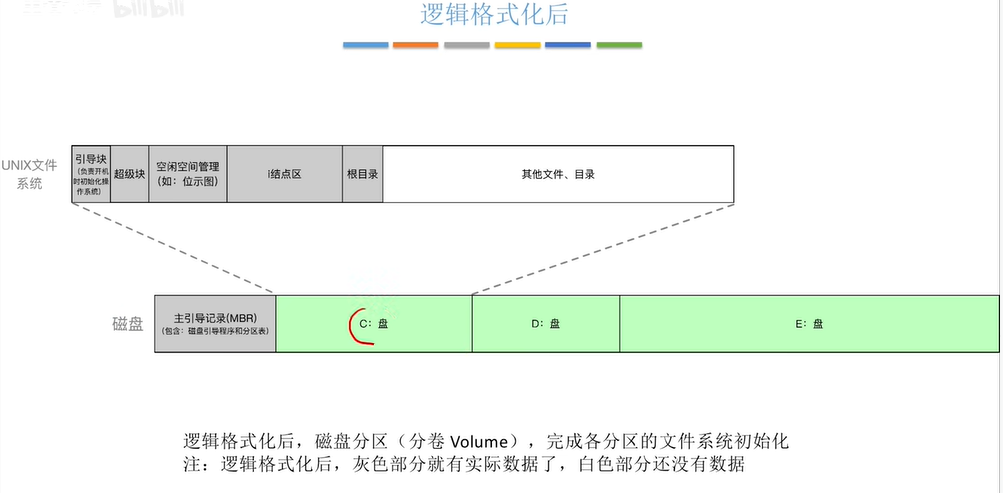 bilibili
逻辑格式化后
UNIX文件
系统
引导块
（负责开机
时初始化操
作系统）
超级块
空闲空间管理
(如：位示图)
i结点区
根目录
其他文件、目录
磁盘
主引导记录(MBR)
（包含：磁盘引导程序和分区表）
C：盘
D：盘
E：盘
逻辑格式化后，磁盘分区（分卷 Volume），完成各分区的文件系统初始化
注：逻辑格式化后，灰色部分就有实际数据了，白色部分还没有数据